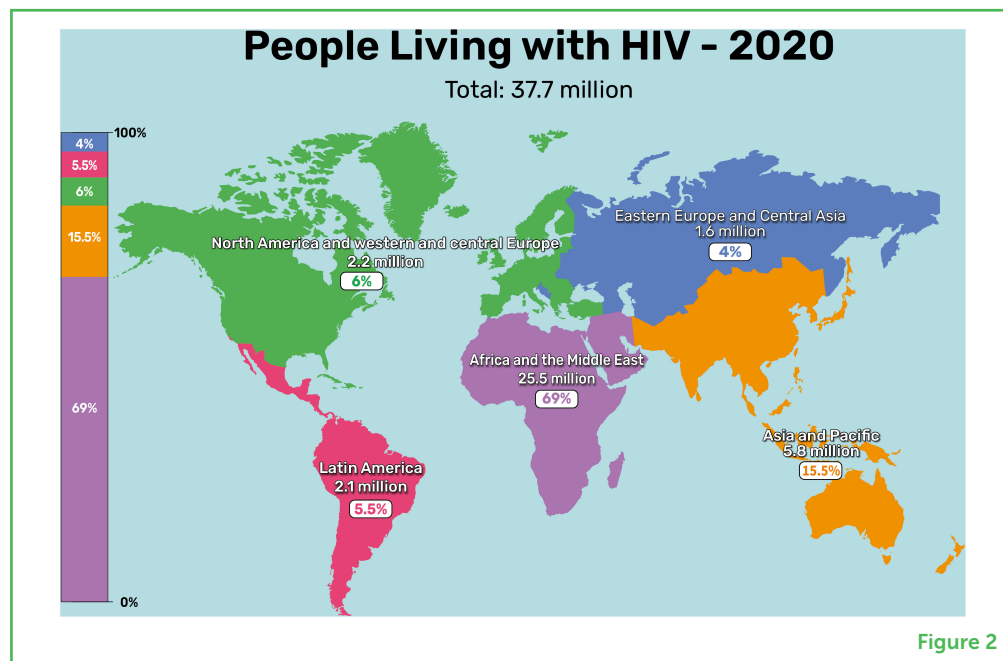 People Living with HIV - 2020
Total: 37.7 million
100%
4%
5.5%
6%
15.5%
69%
0%
North America and western and central Europe
2.2 million
6%
Eastern Europe and Central Asia
1.6 million
4%
Africa and the Middle East
25.5 million
69%
Asia and Pacific
5.8 million
15.5%
Latin America
2.1 million
5.5%
Figure 2